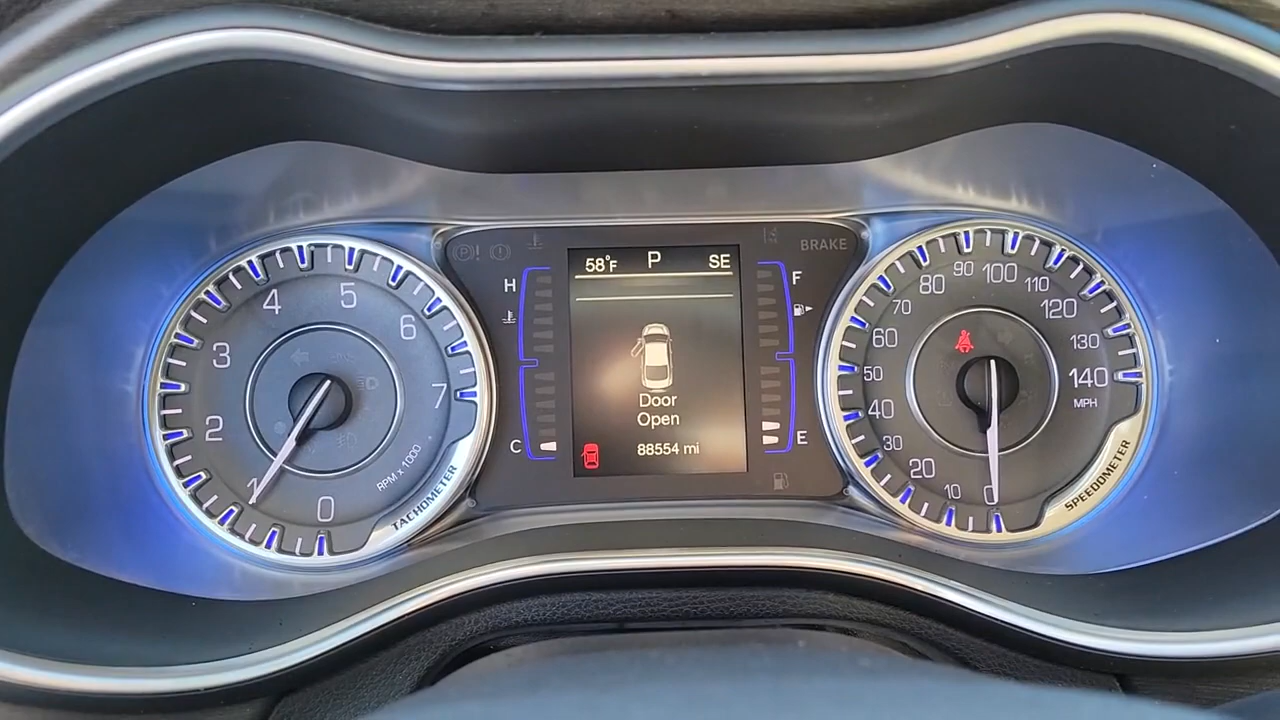 BRAKE
58°F P SE
H
F
Door
Open
C
E
88554 mi
4
5
3
6
2
7
1
0
RPM x 1000
TACHOMETER
90
100
80
110
70
120
60
130
50
140
MPH
40
30
20
10
0
SPEEDOMETER